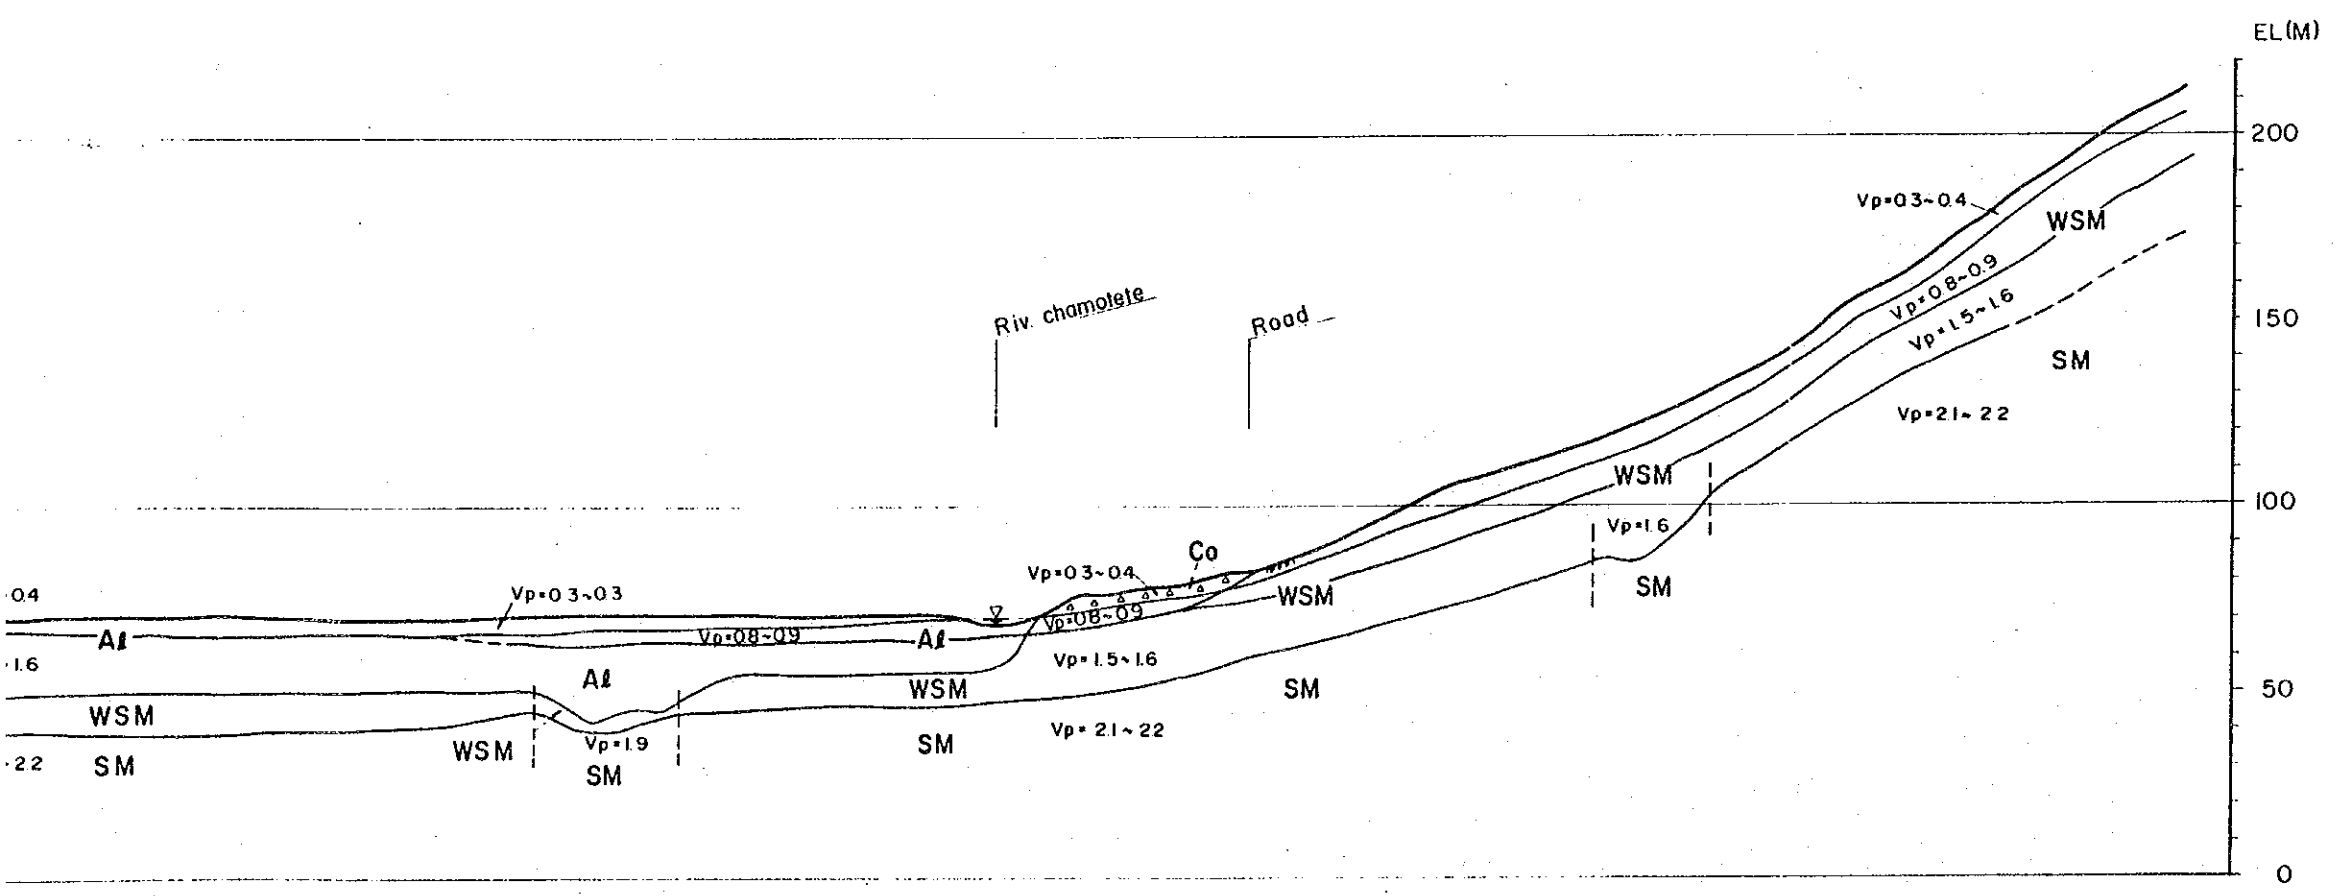 EL(M)
200
Vp=0.3~0.4
WSM
Vp=0.8~0.9
Riv. chamotete
Road
Vp=1.5~1.6
150
SM
Vp=2.1~2.2
WSM
100
Vp=1.6
Co
Vp=0.3~0.4
SM
·0.4
Vp=0.3~0.3
WSM
Vp=0.8~0.9
Al
Vp=0.8~0.9
Al
·1.6
Vp=1.5~1.6
Al
WSM
SM
50
WSM
Vp=2.1~2.2
WSM
Vp=1.9
SM
·2.2
SM
SM
0